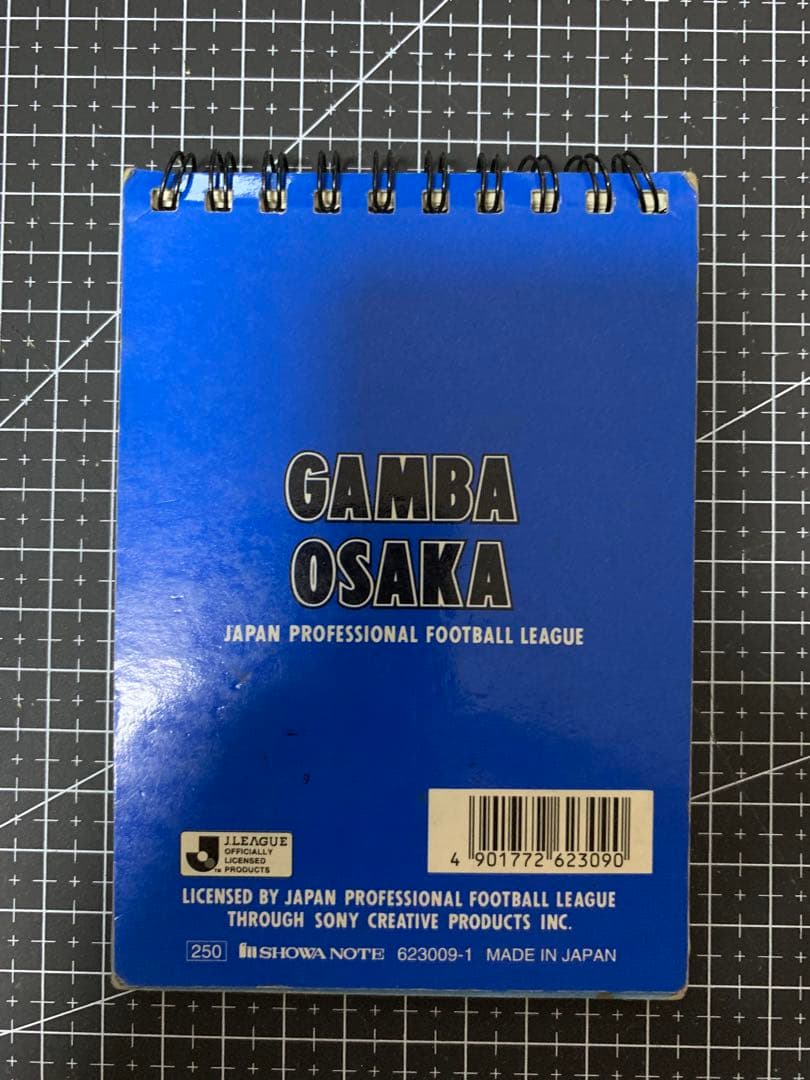 GAMBA
OSAKA
JAPAN PROFESSIONAL FOOTBALL LEAGUE
J.LEAGUE
OFFICIALLY
LICENSED
TM PRODUCTS
4 901772 623090
LICENSED BY JAPAN PROFESSIONAL FOOTBALL LEAGUE
THROUGH SONY CREATIVE PRODUCTS INC.
250 SHOWA NOTE 623009-1 MADE IN JAPAN